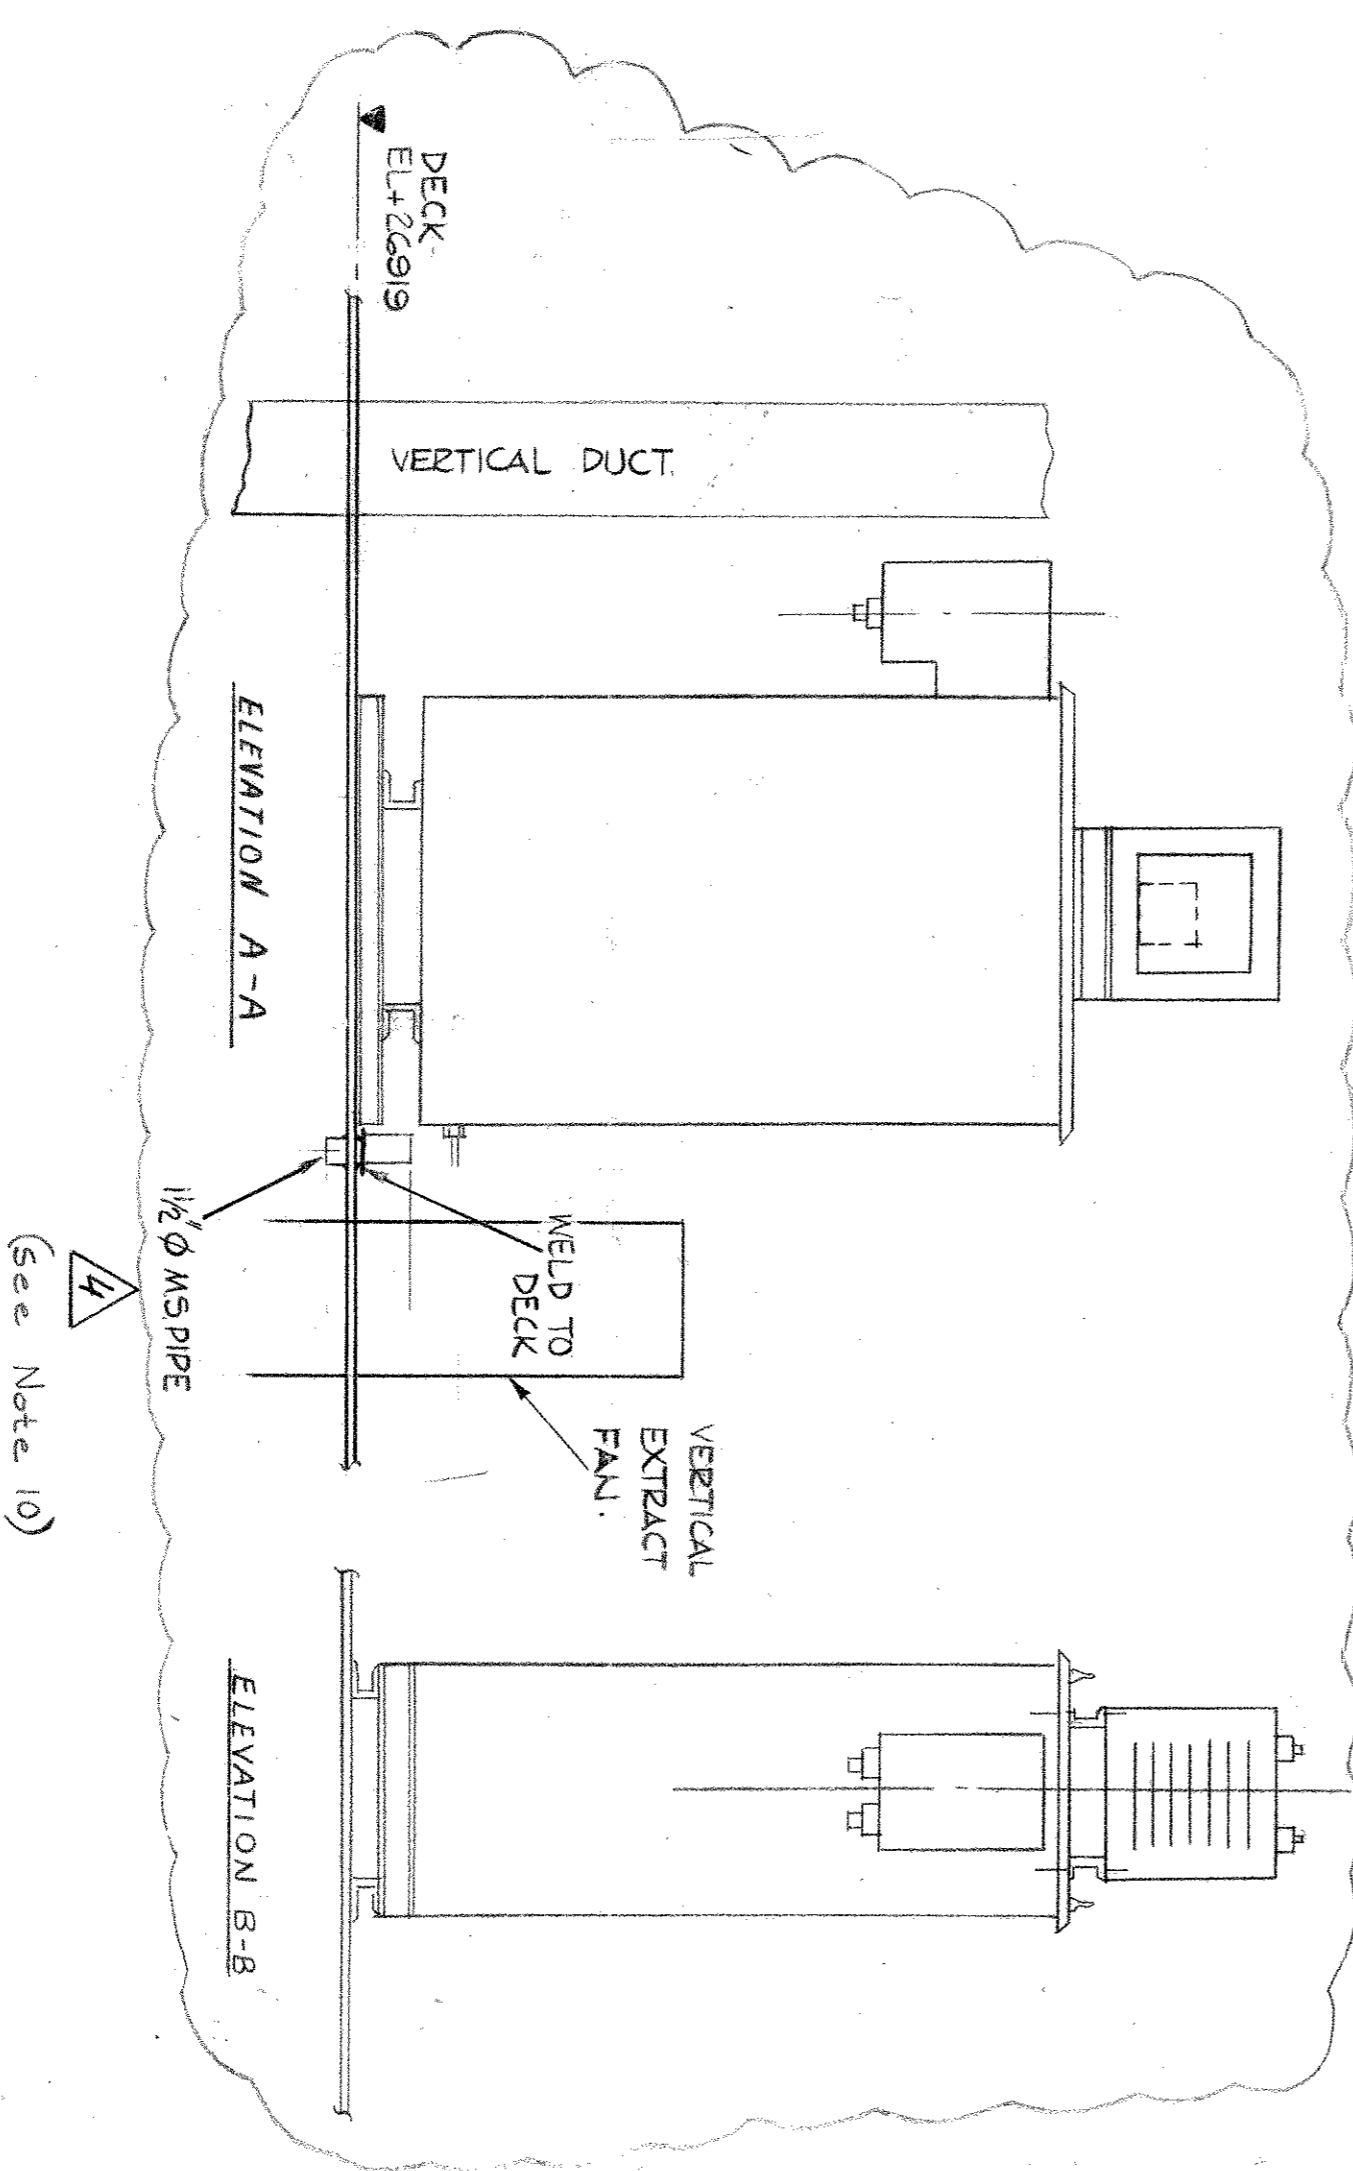 DECK
EL+26919
VERTICAL DUCT.
WELD TO
DECK
VERTICAL
EXTRACT
FAN.
1½"Ø M.S.PIPE
ELEVATION A-A
ELEVATION B-B
4
(see Note 10)